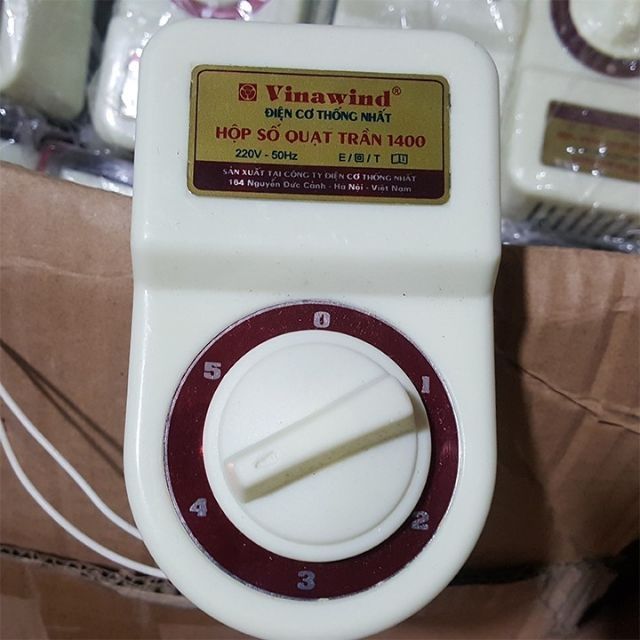 Vinawind®
ĐIỆN CƠ THỐNG NHẤT
HỘP SỐ QUẠT TRẦN 1400
220V - 50Hz E / / T
SẢN XUẤT TẠI CÔNG TY ĐIỆN CƠ THỐNG NHẤT
164 Nguyễn Đức Cảnh - Hà Nội - Việt Nam
0
5 1
4 2
3